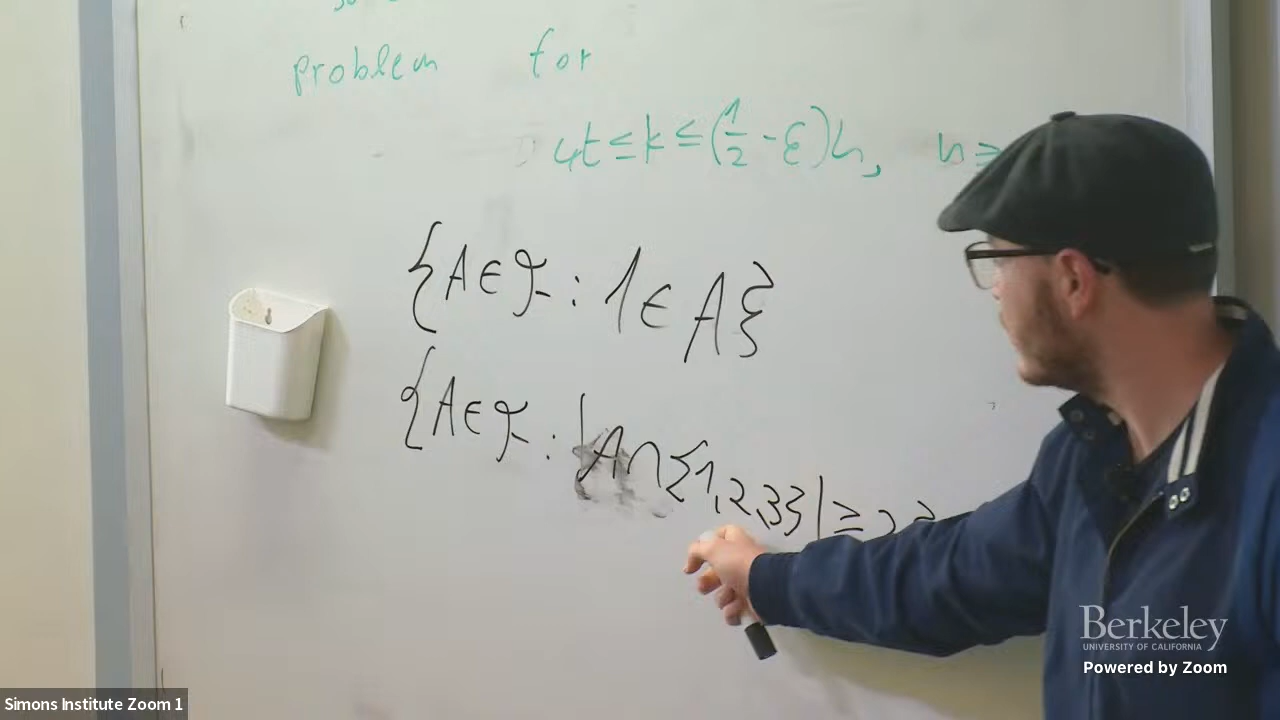 problem for
4t ≤ k ≤ (1/2 - ε)n, n ≥
{A ∈ F : 1 ∈ A}
{A ∈ F : |A ∩ {1,2,3}| ≥ 2}
Berkeley
UNIVERSITY OF CALIFORNIA
Powered by Zoom
Simons Institute Zoom 1